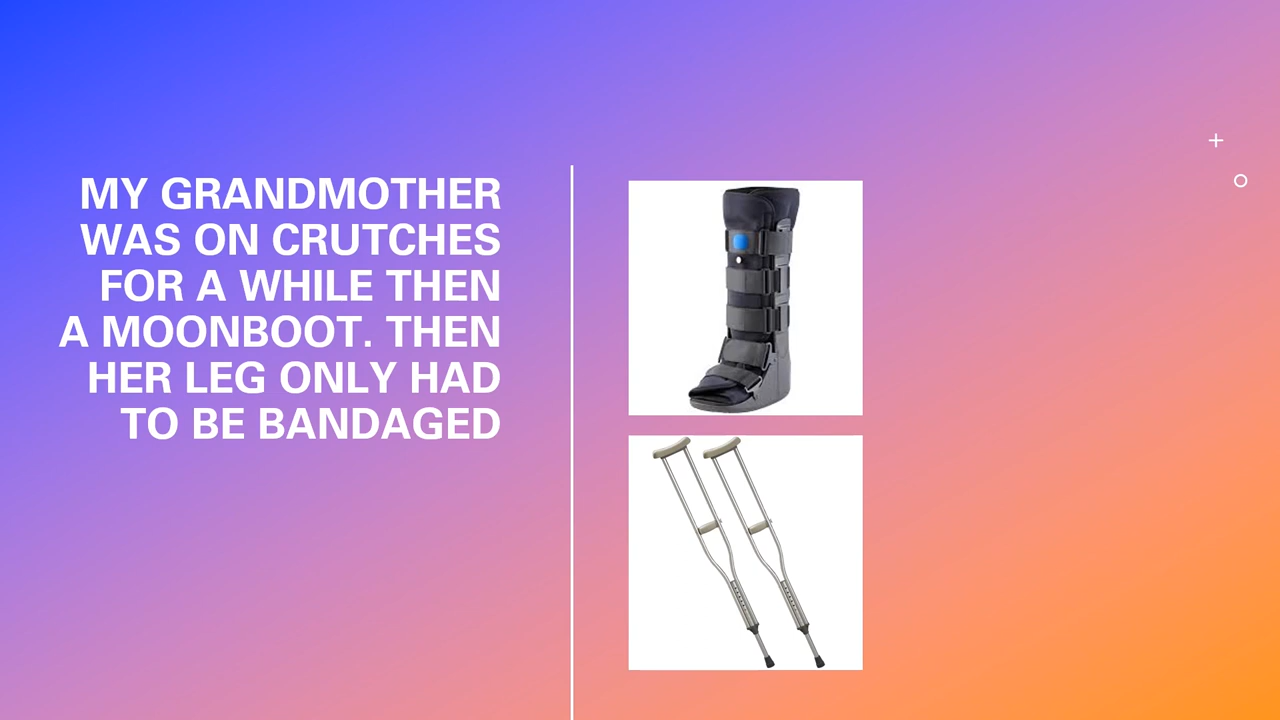 MY GRANDMOTHER
WAS ON CRUTCHES
FOR A WHILE THEN
A MOONBOOT. THEN
HER LEG ONLY HAD
TO BE BANDAGED